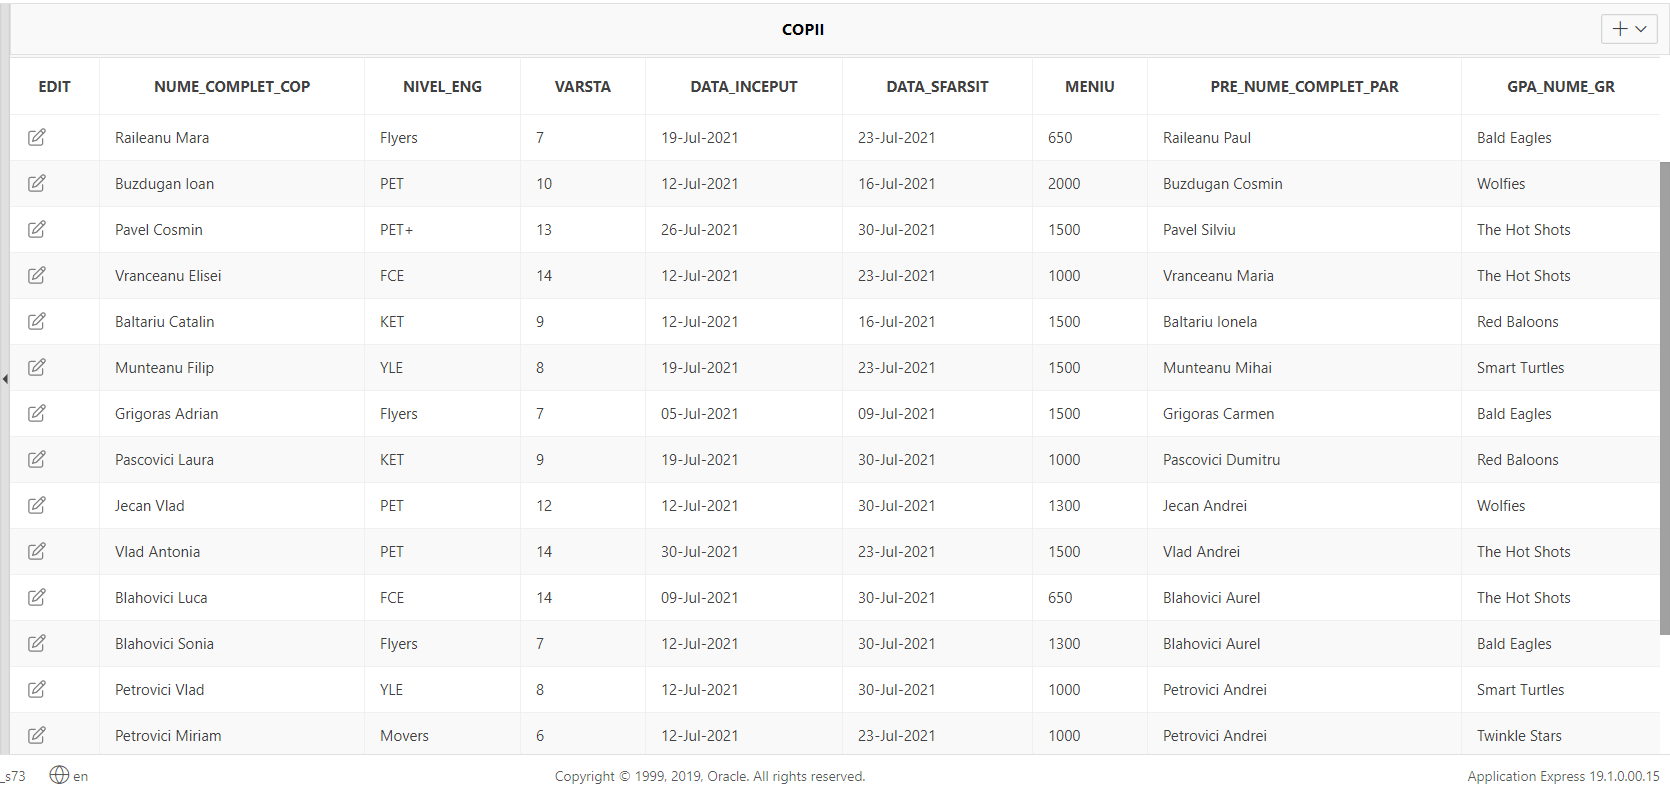 COPII
EDIT NUME_COMPLET_COP NIVEL_ENG VARSTA DATA_INCEPUT DATA_SFARSIT MENIU PRE_NUME_COMPLET_PAR GPA_NUME_GR
Raileanu Mara Flyers 7 19-Jul-2021 23-Jul-2021 650 Raileanu Paul Bald Eagles
Buzdugan Ioan PET 10 12-Jul-2021 16-Jul-2021 2000 Buzdugan Cosmin Wolfies
Pavel Cosmin PET+ 13 26-Jul-2021 30-Jul-2021 1500 Pavel Silviu The Hot Shots
Vranceanu Elisei FCE 14 12-Jul-2021 23-Jul-2021 1000 Vranceanu Maria The Hot Shots
Baltariu Catalin KET 9 12-Jul-2021 16-Jul-2021 1500 Baltariu Ionela Red Baloons
Munteanu Filip YLE 8 19-Jul-2021 23-Jul-2021 1500 Munteanu Mihai Smart Turtles
Grigoras Adrian Flyers 7 05-Jul-2021 09-Jul-2021 1500 Grigoras Carmen Bald Eagles
Pascovici Laura KET 9 19-Jul-2021 30-Jul-2021 1000 Pascovici Dumitru Red Baloons
Jecan Vlad PET 12 12-Jul-2021 30-Jul-2021 1300 Jecan Andrei Wolfies
Vlad Antonia PET 14 30-Jul-2021 23-Jul-2021 1500 Vlad Andrei The Hot Shots
Blahovici Luca FCE 14 09-Jul-2021 30-Jul-2021 650 Blahovici Aurel The Hot Shots
Blahovici Sonia Flyers 7 12-Jul-2021 30-Jul-2021 1300 Blahovici Aurel Bald Eagles
Petrovici Vlad YLE 8 12-Jul-2021 30-Jul-2021 1000 Petrovici Andrei Smart Turtles
Petrovici Miriam Movers 6 12-Jul-2021 23-Jul-2021 1000 Petrovici Andrei Twinkle Stars
_s73 en Copyright © 1999, 2019, Oracle. All rights reserved. Application Express 19.1.0.00.15